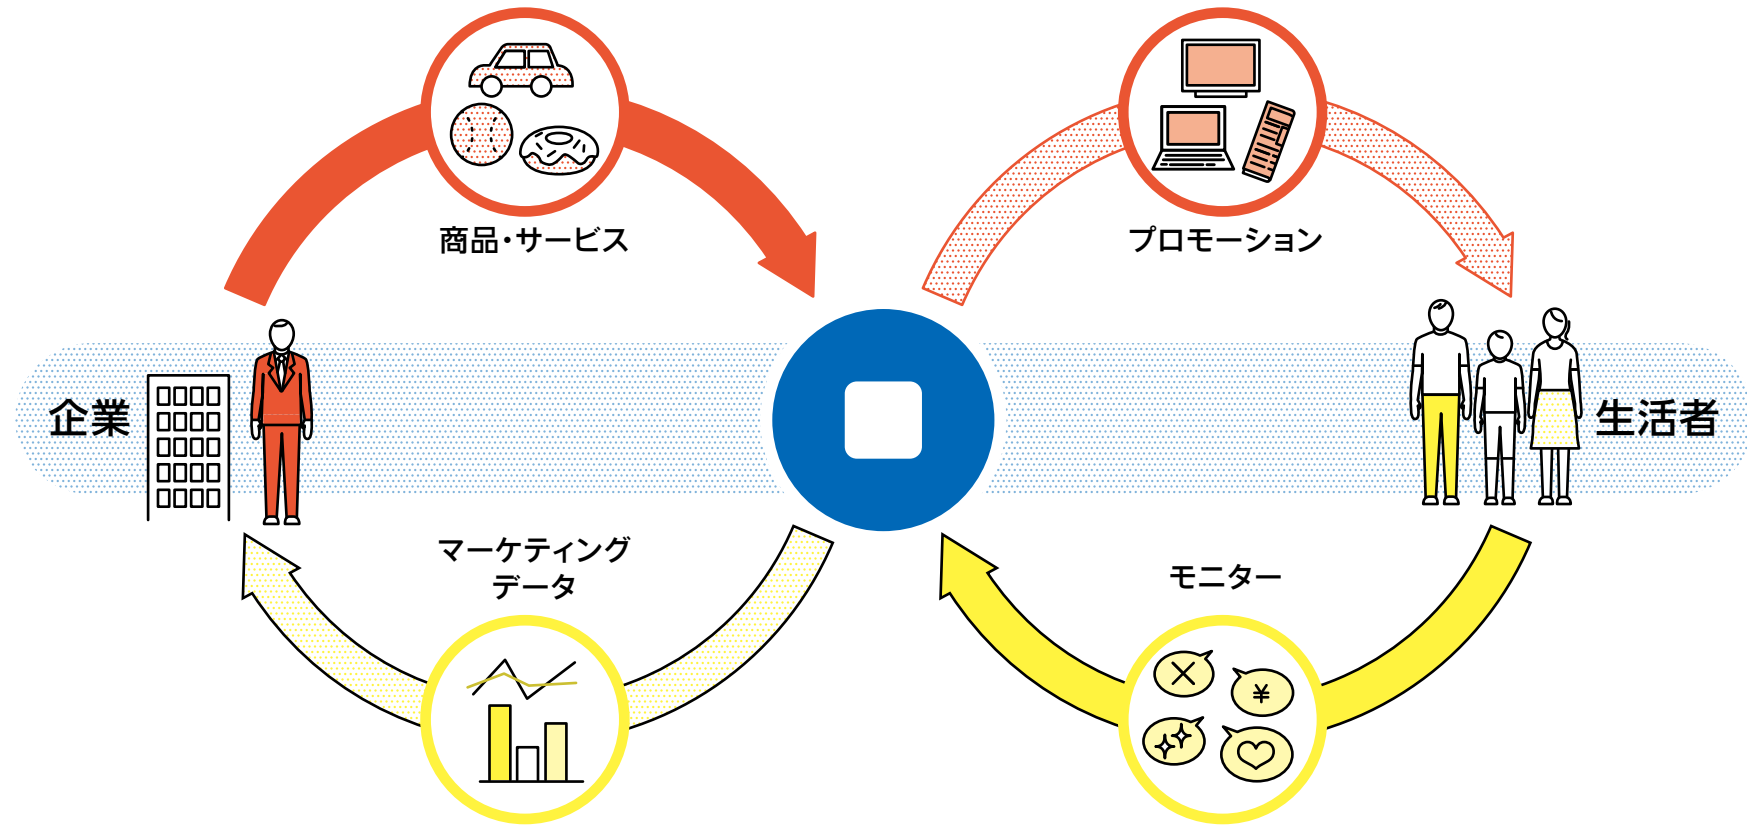 商品・サービス
プロモーション
企業
生活者
マーケティング
データ
モニター
¥